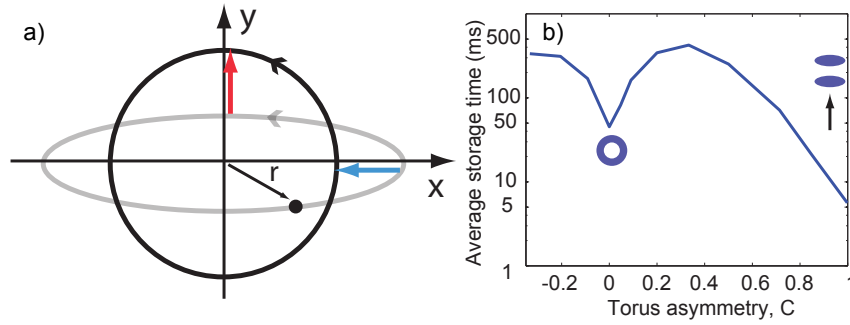 a)
y
x
r
b)
Average storage time (ms)
500
100
50
10
5
1
-0.2 0 0.2 0.4 0.6 0.8 1
Torus asymmetry, C